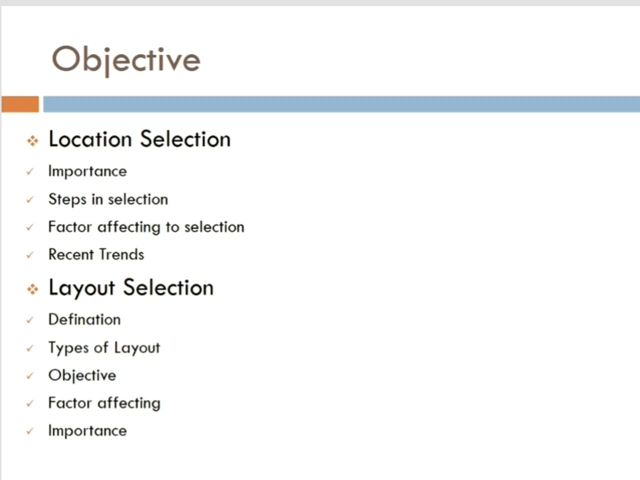 Objective
Location Selection
Importance
Steps in selection
Factor affecting to selection
Recent Trends
Layout Selection
Defination
Types of Layout
Objective
Factor affecting
Importance